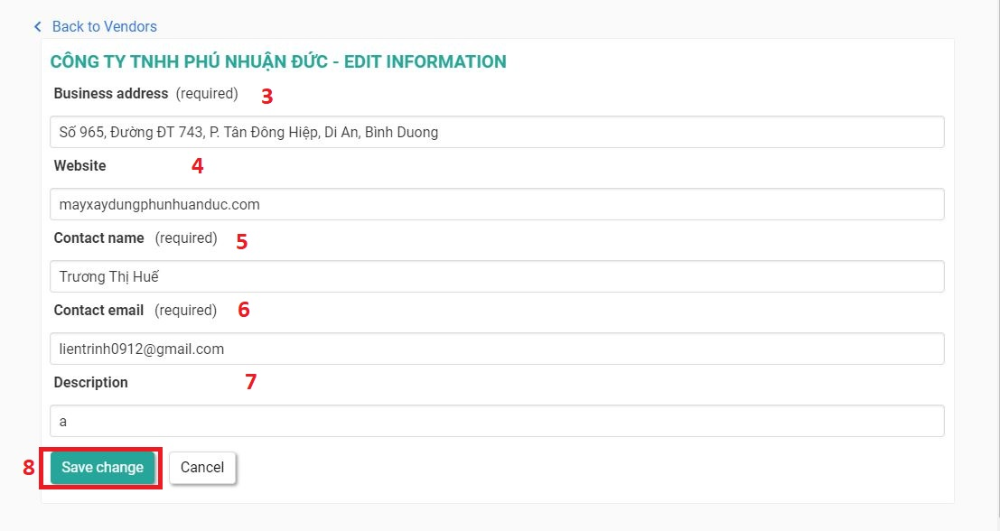 Back to Vendors
CÔNG TY TNHH PHÚ NHUẬN ĐỨC - EDIT INFORMATION
Business address (required) 3
Số 965, Đường ĐT 743, P. Tân Đông Hiệp, Di An, Bình Duong
Website 4
mayxaydungphunhuanduc.com
Contact name (required) 5
Trương Thị Huế
Contact email (required) 6
lientrinh0912@gmail.com
Description 7
a
8 Save change Cancel